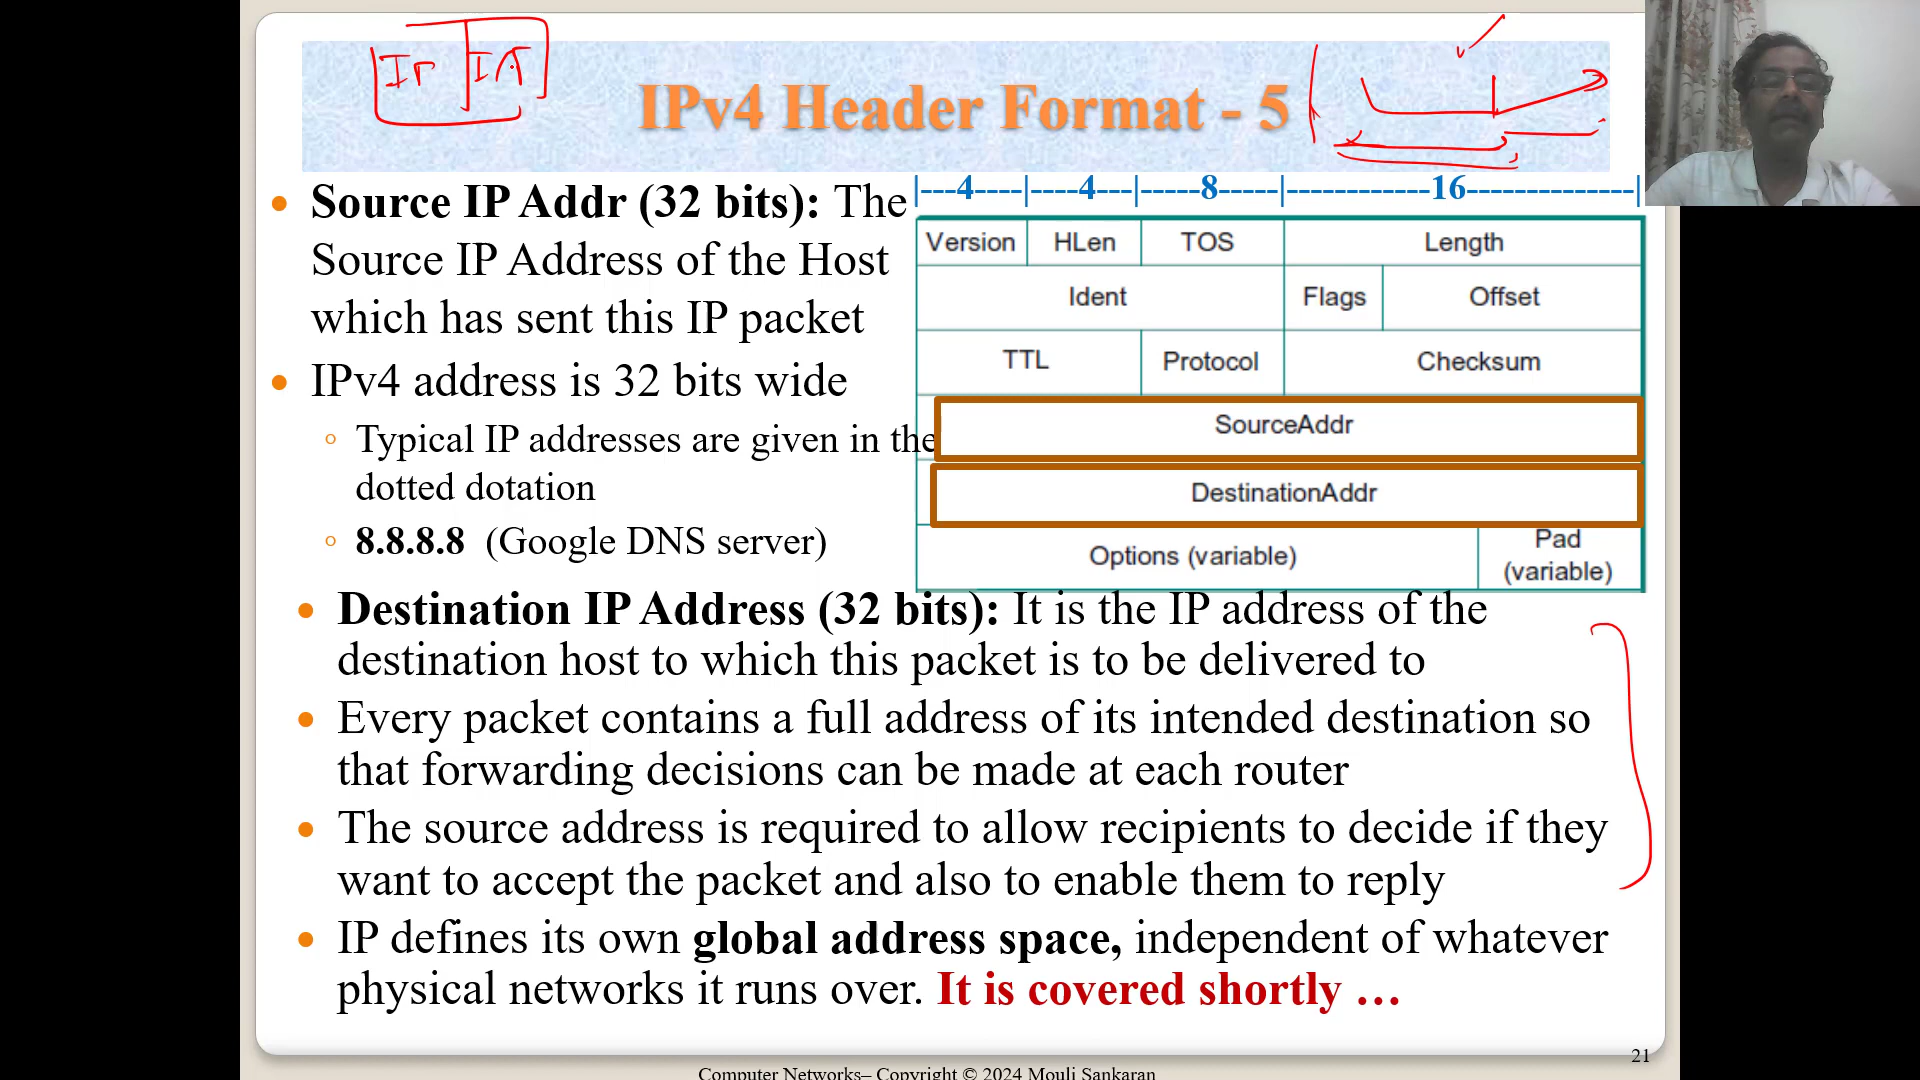 IPv4 Header Format - 5
Source IP Addr (32 bits): The
Source IP Address of the Host
which has sent this IP packet
IPv4 address is 32 bits wide
Typical IP addresses are given in the
dotted dotation
8.8.8.8 (Google DNS server)
|---4----|----4---|-----8-----|------------16--------------|
Version HLen TOS Length
Ident Flags Offset
TTL Protocol Checksum
SourceAddr
DestinationAddr
Options (variable) Pad
(variable)
Destination IP Address (32 bits): It is the IP address of the
destination host to which this packet is to be delivered to
Every packet contains a full address of its intended destination so
that forwarding decisions can be made at each router
The source address is required to allow recipients to decide if they
want to accept the packet and also to enable them to reply
IP defines its own global address space, independent of whatever
physical networks it runs over. It is covered shortly …
21
Computer Networks– Copyright © 2024 Mouli Sankaran